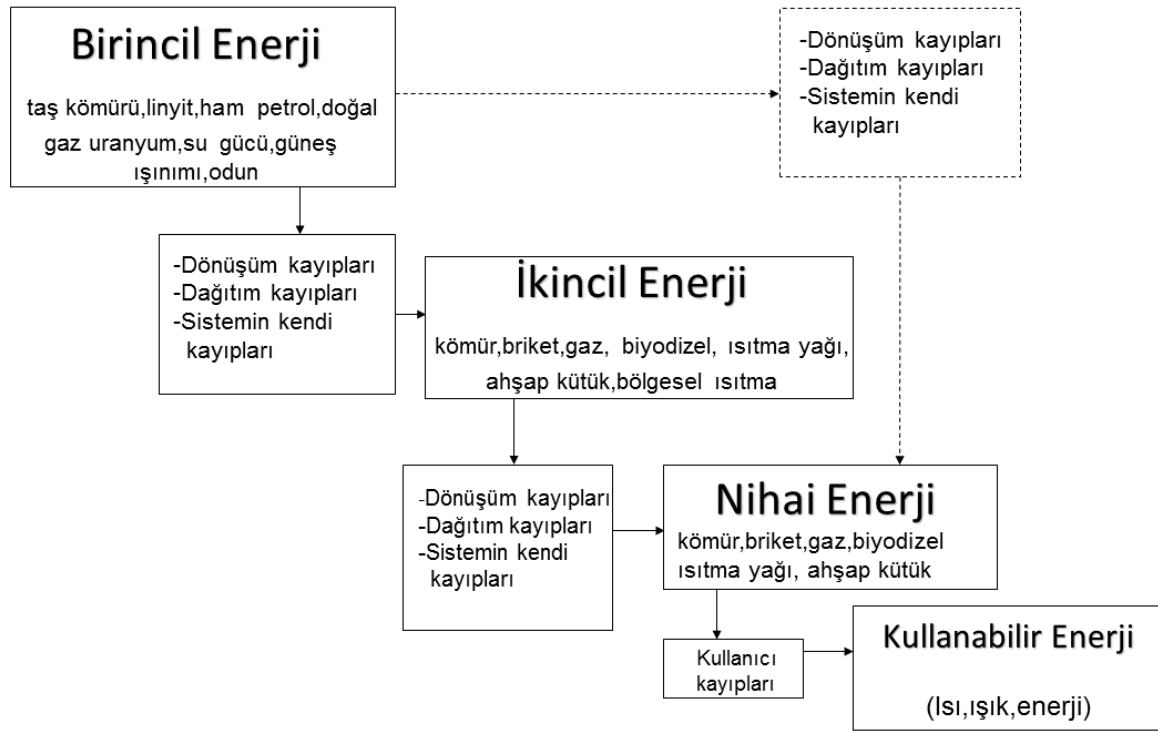 Birincil Enerji
taş kömürü,linyit,ham petrol,doğal
gaz uranyum,su gücü,güneş
ışınımı,odun
-Dönüşüm kayıpları
-Dağıtım kayıpları
-Sistemin kendi
kayıpları
-Dönüşüm kayıpları
-Dağıtım kayıpları
-Sistemin kendi
kayıpları
İkincil Enerji
kömür,briket,gaz, biyodizel, ısıtma yağı,
ahşap kütük,bölgesel ısıtma
-Dönüşüm kayıpları
-Dağıtım kayıpları
-Sistemin kendi
kayıpları
Nihai Enerji
kömür,briket,gaz,biyodizel
ısıtma yağı, ahşap kütük
Kullanıcı
kayıpları
Kullanabilir Enerji
(Isı,ışık,enerji)